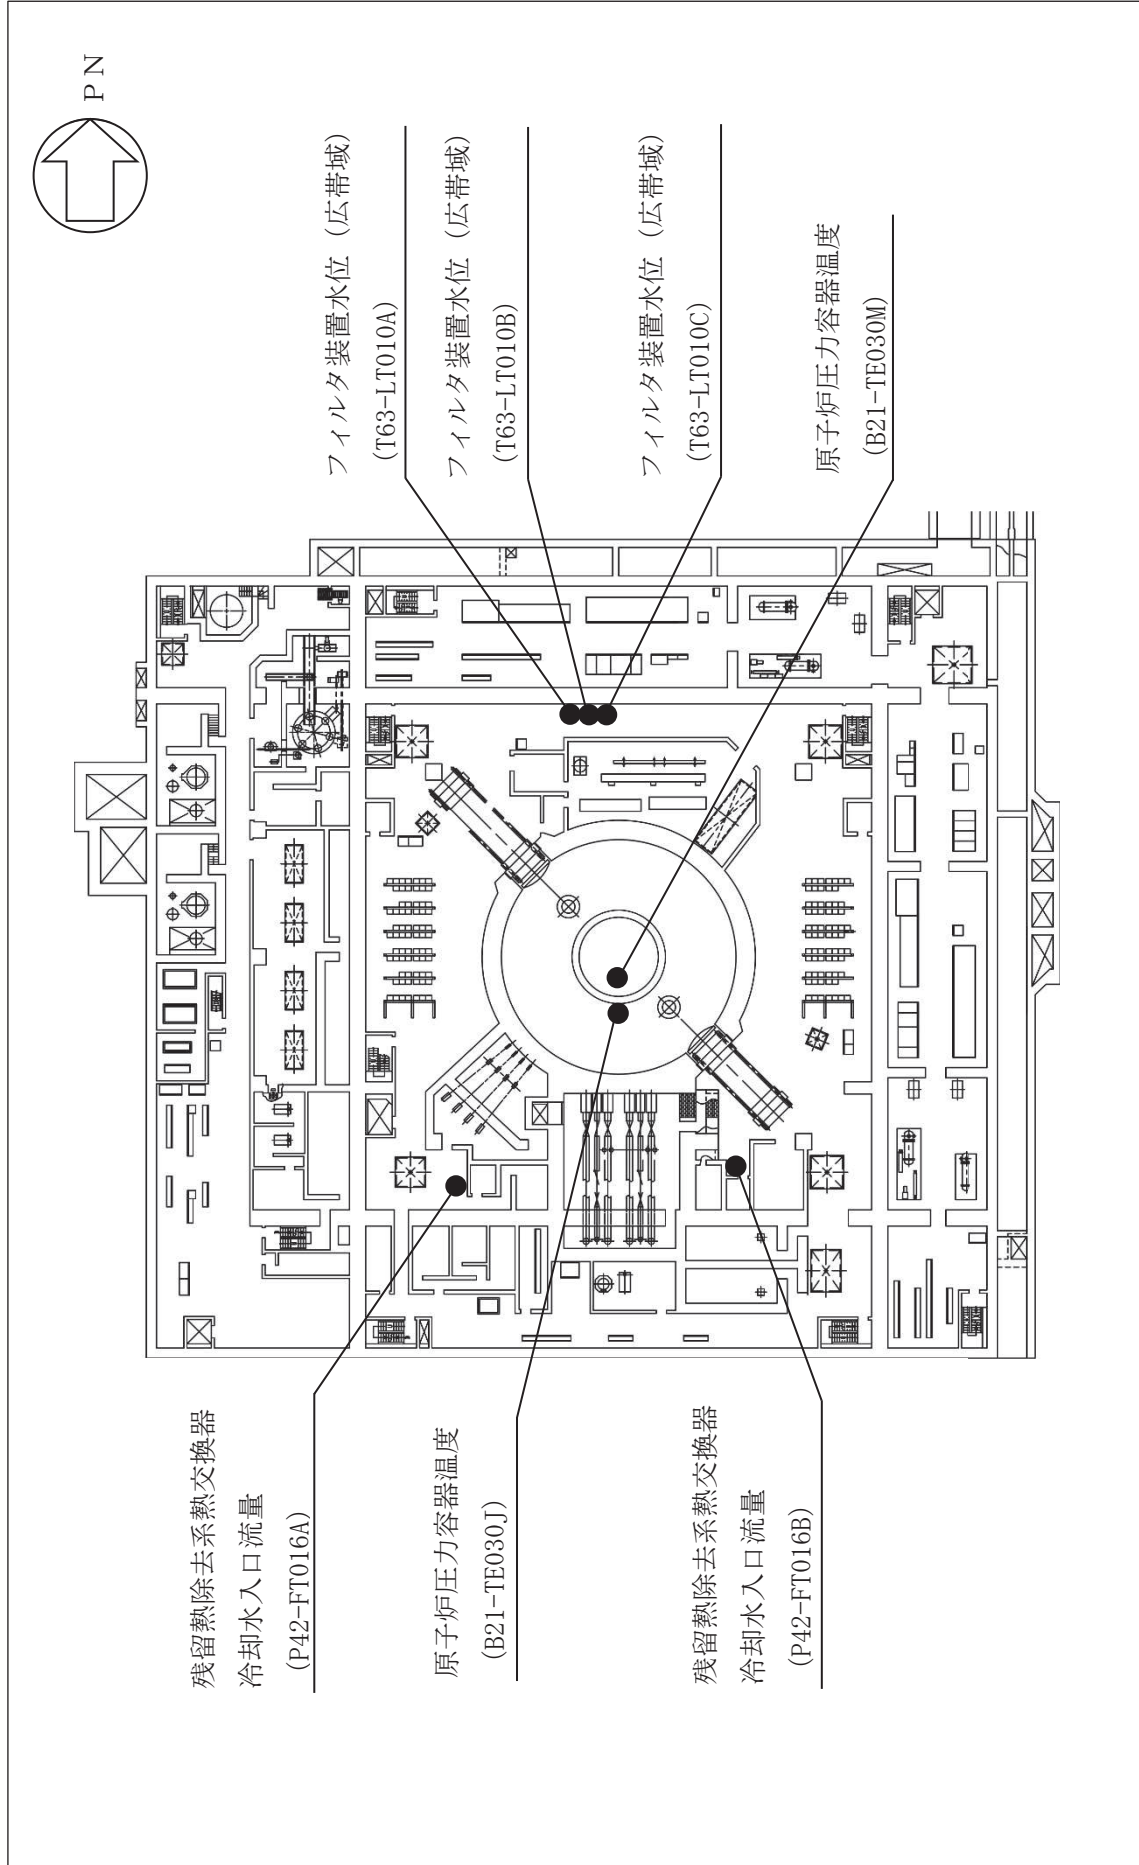 PN
フィルタ装置水位 (広帯域)
(T63-LT010A)
フィルタ装置水位 (広帯域)
(T63-LT010B)
フィルタ装置水位 (広帯域)
(T63-LT010C)
原子炉圧力容器温度
(B21-TE030M)
残留熱除去系熱交換器
冷却水入口流量
(P42-FT016A)
原子炉圧力容器温度
(B21-TE030J)
残留熱除去系熱交換器
冷却水入口流量
(P42-FT016B)